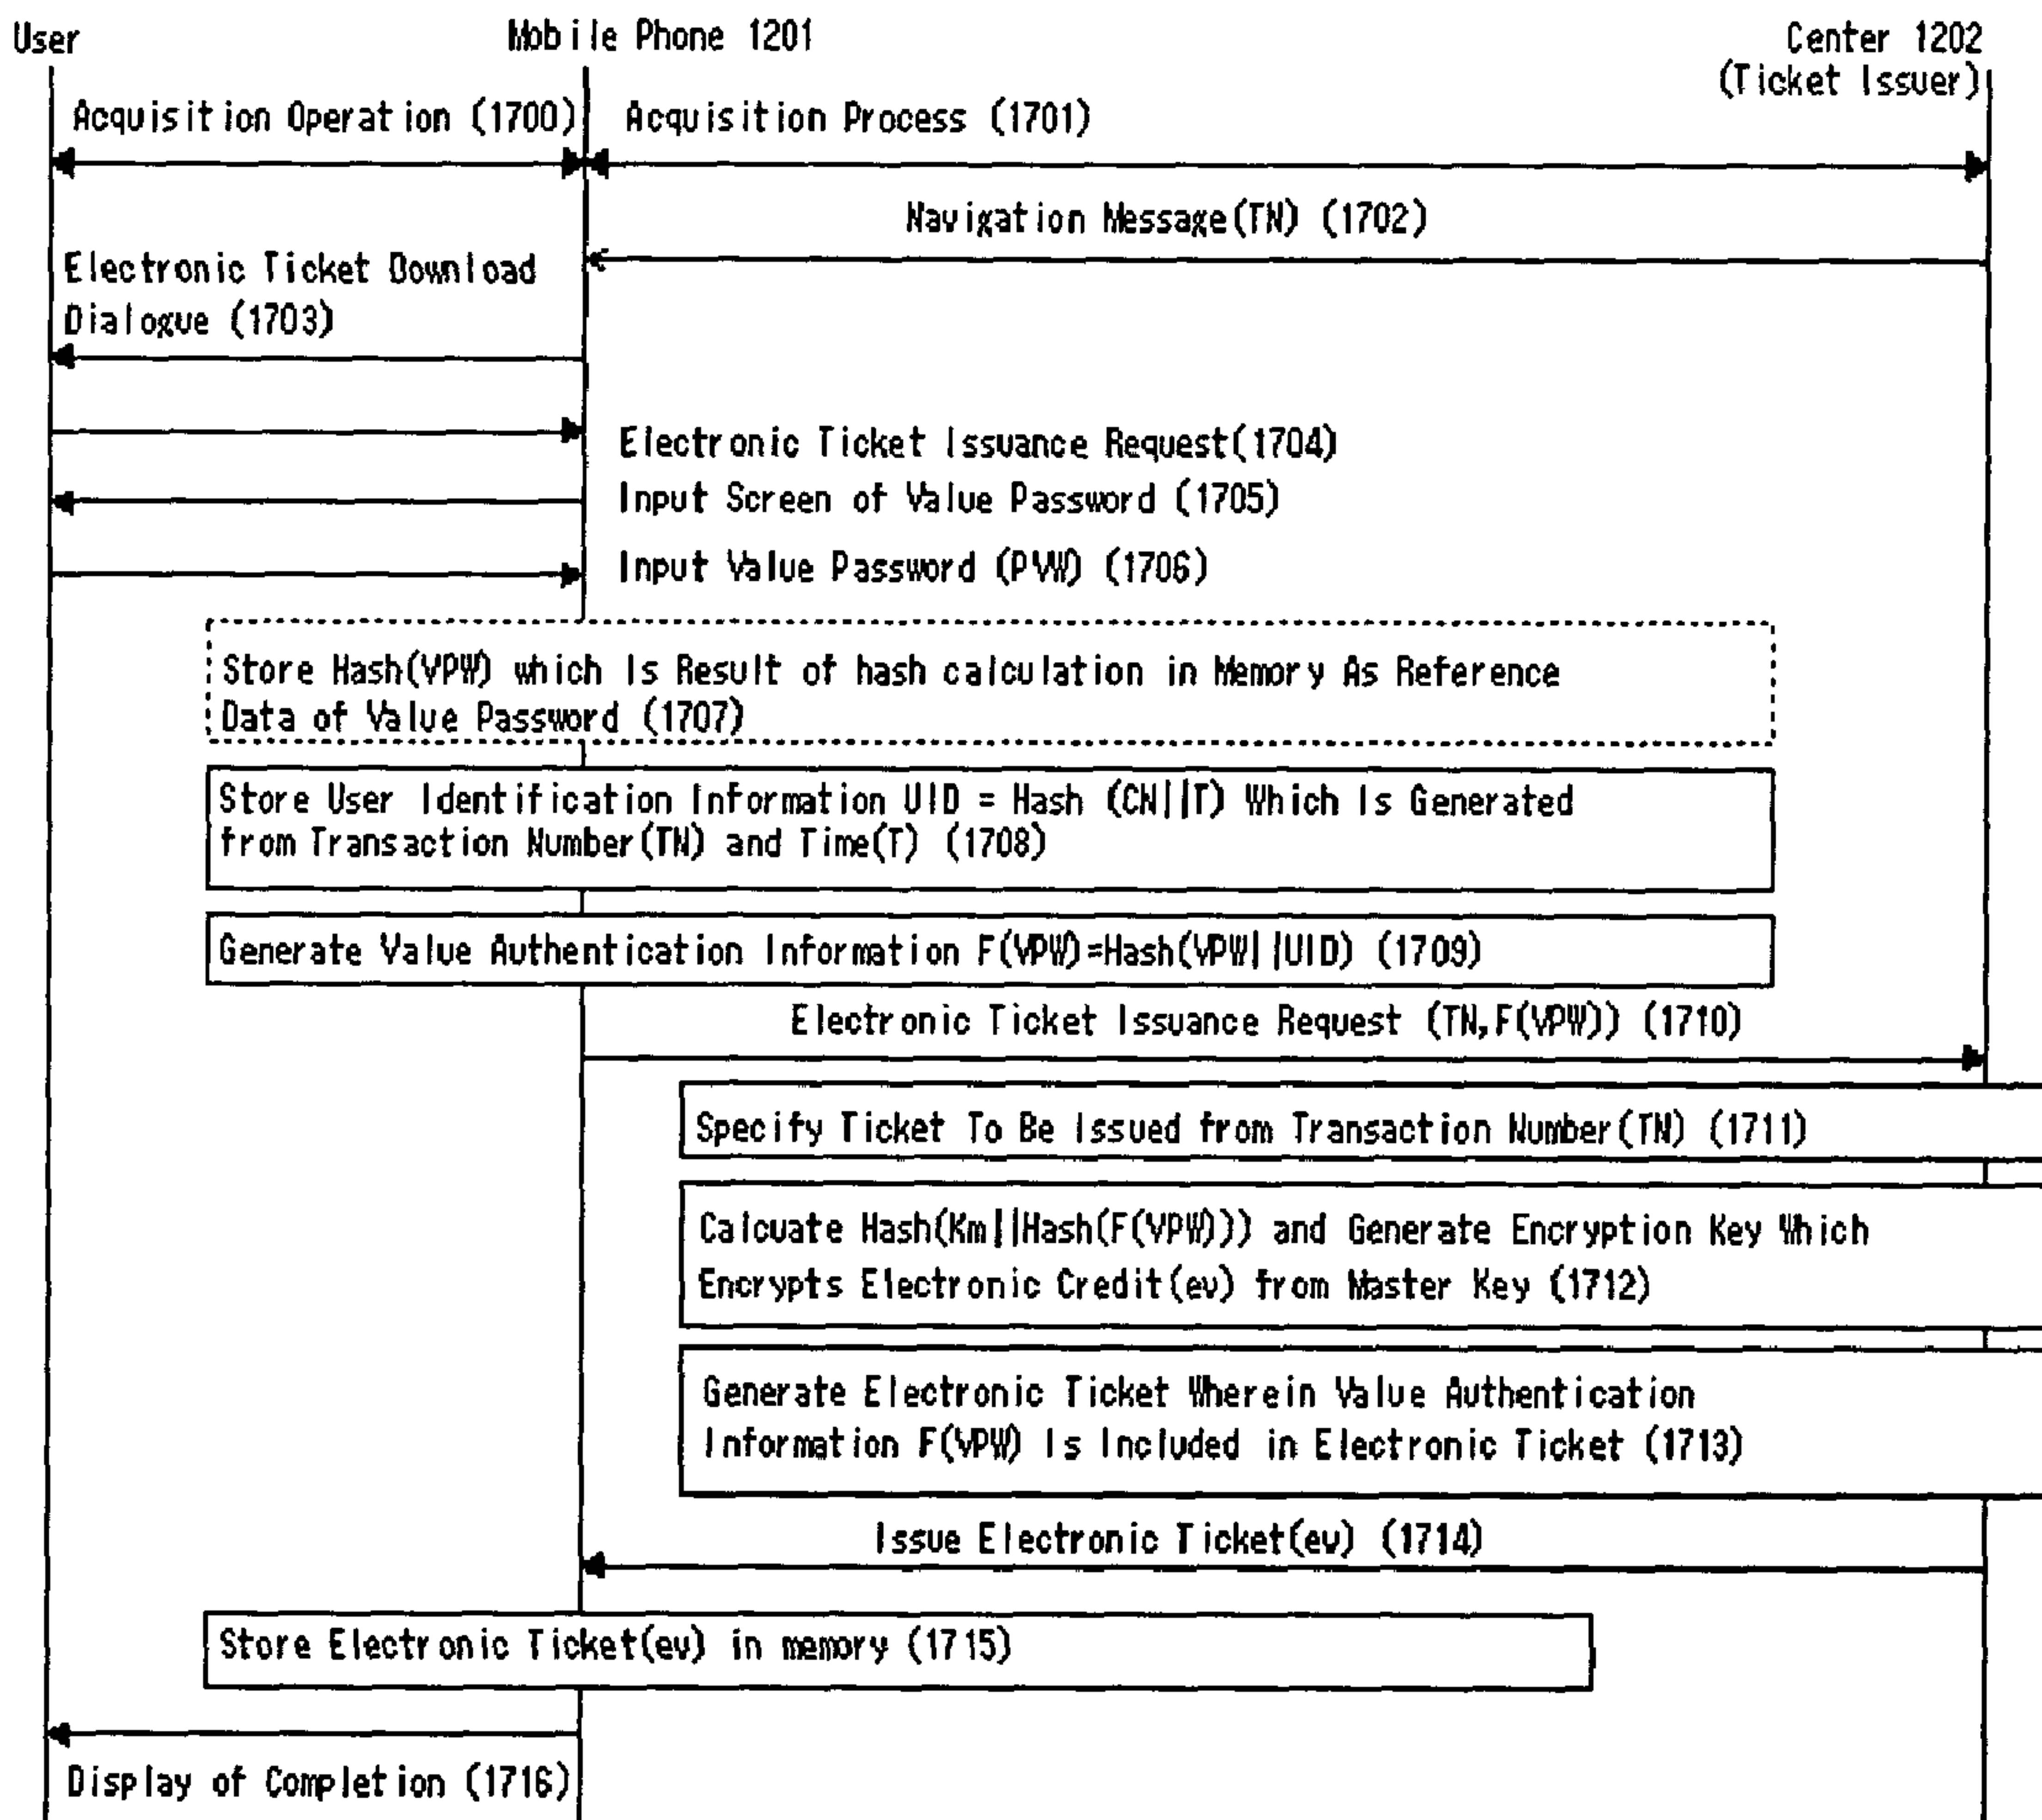 User
Mobile Phone 1201
Center 1202
(Ticket Issuer)
Acquisition Operation (1700)
Acquisition Process (1701)
Navigation Message(TN) (1702)
Electronic Ticket Download
Dialogue (1703)
Electronic Ticket Issuance Request(1704)
Input Screen of Value Password (1705)
Input Value Password (PVW) (1706)
Store Hash(VPW) which Is Result of hash calculation in Memory As Reference
Data of Value Password (1707)
Store User Identification Information UID = Hash (CN||T) Which Is Generated
from Transaction Number(TN) and Time(T) (1708)
Generate Value Authentication Information F(VPW)=Hash(VPW||UID) (1709)
Electronic Ticket Issuance Request (TN,F(VPW)) (1710)
Specify Ticket To Be Issued from Transaction Number(TN) (1711)
Calcuate Hash(Km||Hash(F(VPW))) and Generate Encryption Key Which
Encrypts Electronic Credit(ev) from Master Key (1712)
Generate Electronic Ticket Wherein Value Authentication
Information F(VPW) Is Included in Electronic Ticket (1713)
Issue Electronic Ticket(ev) (1714)
Store Electronic Ticket(ev) in memory (1715)
Display of Completion (1716)